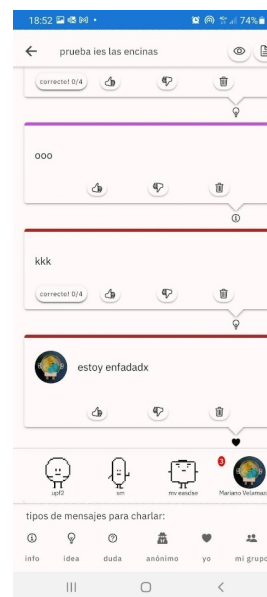 18:52 74%
prueba ies las encinas
correcto! 0/4
ooo
kkk
correcto! 0/4
estoy enfadadx
upf2 sm mv easdse Mariano Velamaz
3
tipos de mensajes para charlar:
info idea duda anónimo yo mi grupo